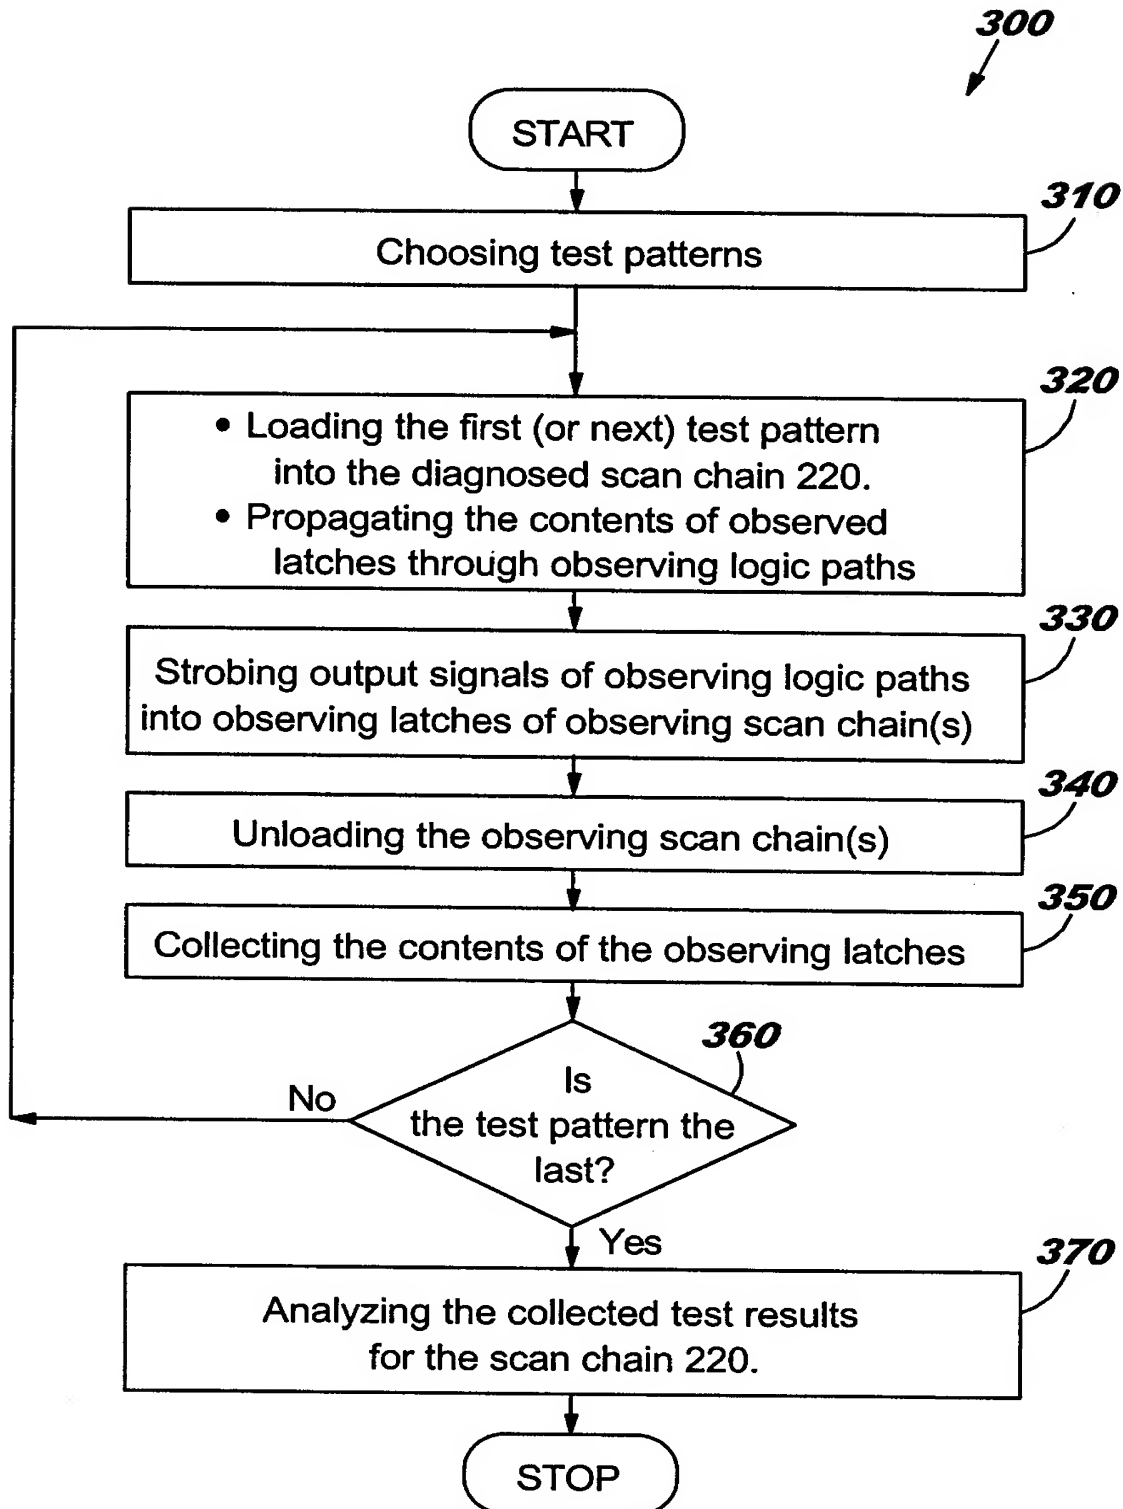 300
START
310
Choosing test patterns
320
• Loading the first (or next) test pattern
into the diagnosed scan chain 220.
• Propagating the contents of observed
latches through observing logic paths
330
Strobing output signals of observing logic paths
into observing latches of observing scan chain(s)
340
Unloading the observing scan chain(s)
350
Collecting the contents of the observing latches
360
Is
No
the test pattern the
last?
Yes
370
Analyzing the collected test results
for the scan chain 220.
STOP